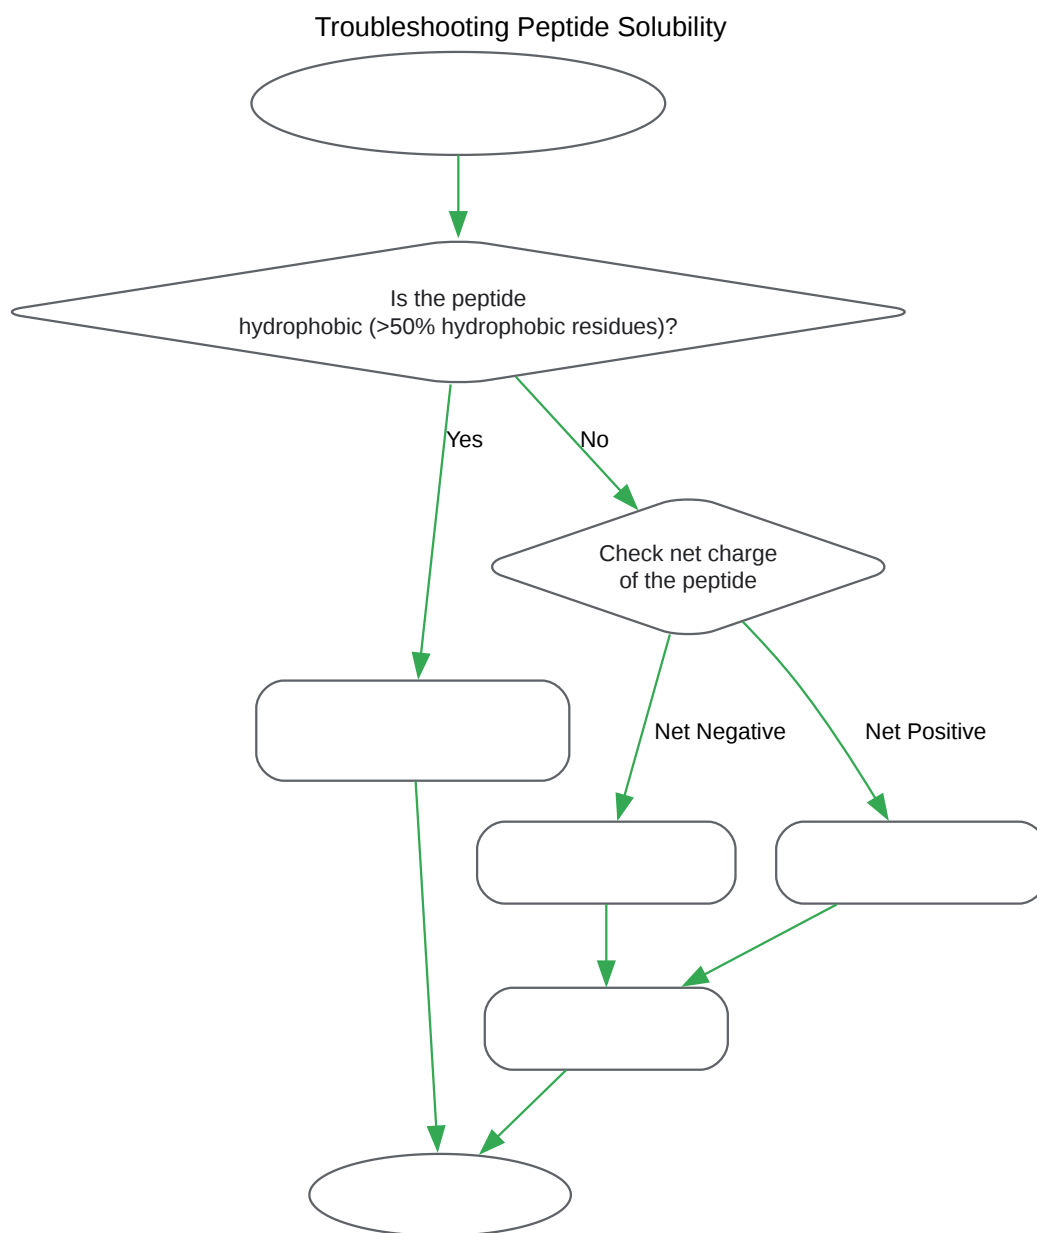 Troubleshooting Peptide Solubility
Is the peptide
hydrophobic (>50% hydrophobic residues)?
Yes
No
Check net charge
of the peptide
Net Negative
Net Positive